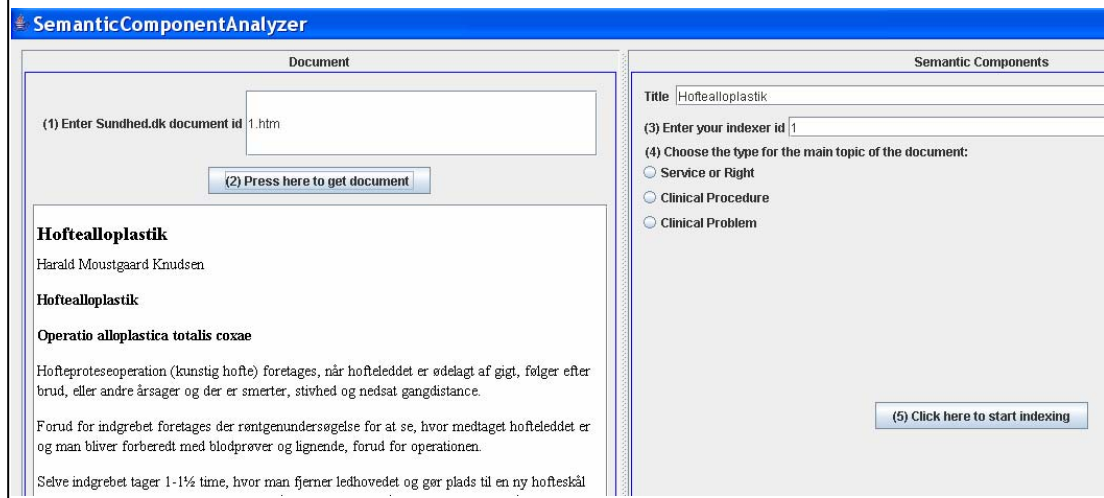 SemanticComponentAnalyzer
Document
(1) Enter Sundhed.dk document id 1.htm
(2) Press here to get document
Hoftealloplastik
Harald Moustgaard Knudsen
Hoftealloplastik
Operatio alloplastica totalis coxae
Hofteproteseoperation (kunstig hofte) foretages, når hofteleddet er ødelagt af gigt, følger efter
brud, eller andre årsager og der er smerter, stivhed og nedsat gangdistance.
Forud for indgrebet foretages der røntgenundersøgelse for at se, hvor medtaget hofteleddet er
og man bliver forberedt med blodprøver og lignende, forud for operationen.
Selve indgrebet tager 1-1½ time, hvor man fjerner ledhovedet og gør plads til en ny hofteskål
Semantic Components
Title Hoftealloplastik
(3) Enter your indexer id 1
(4) Choose the type for the main topic of the document:
Service or Right
Clinical Procedure
Clinical Problem
(5) Click here to start indexing